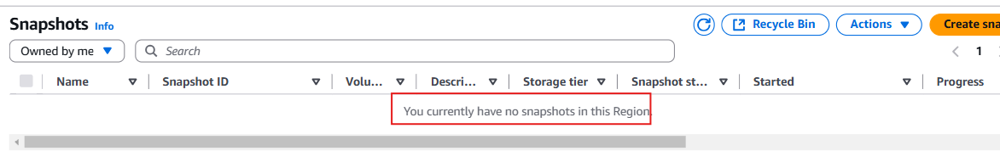 Snapshots Info
Recycle Bin Actions Create sna
Owned by me Search 1
Name Snapshot ID Volu... Descri... Storage tier Snapshot st... Started Progress
You currently have no snapshots in this Region.